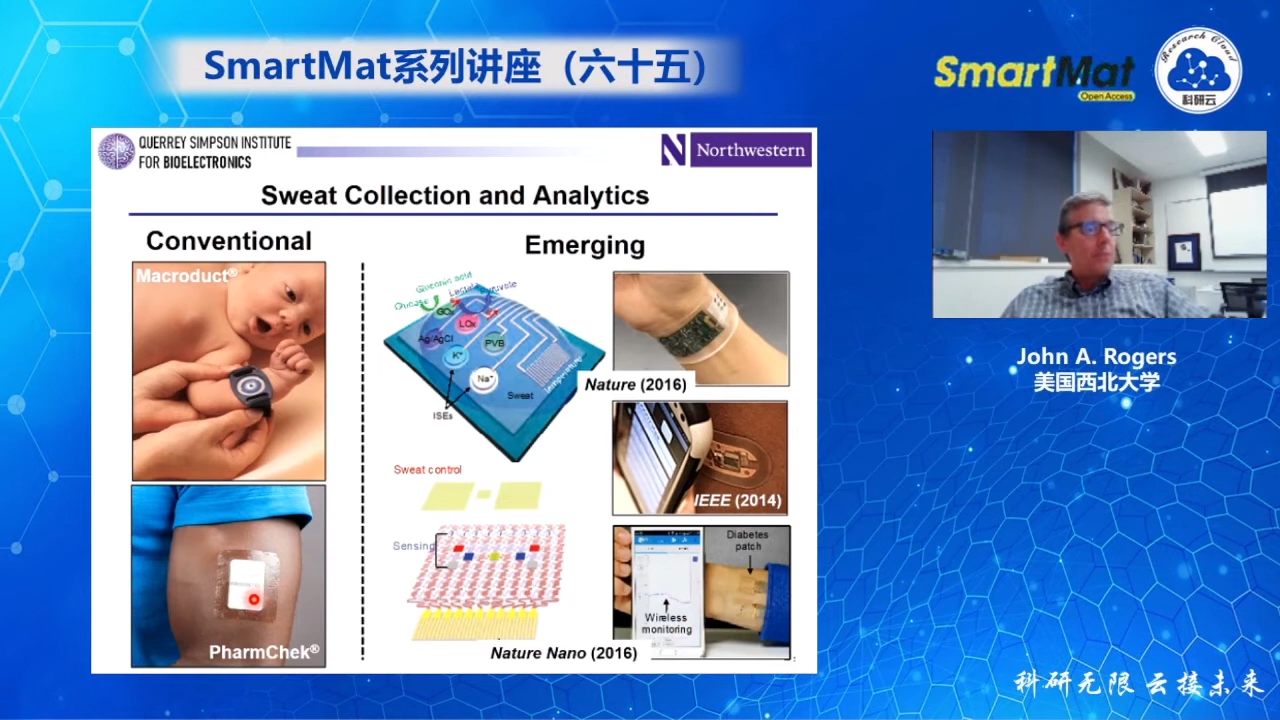 SmartMat系列讲座（六十五）
SmartMat
Open Access
Research Cloud
科研云
QUERREY SIMPSON INSTITUTE
FOR BIOELECTRONICS
N Northwestern
Sweat Collection and Analytics
Conventional
Emerging
Macroduct®
PharmChek®
Gluconic acid
Glucose
Lactate
Pyruvate
GOx
LOx
Ag/AgCl
PVB
K⁺
Na⁺
Temperature
Sweat
ISEs
Nature (2016)
IEEE (2014)
Sweat control
Sensing
Diabetes
patch
Wireless
monitoring
Nature Nano (2016)
John A. Rogers
美国西北大学
科研无限 云接未来